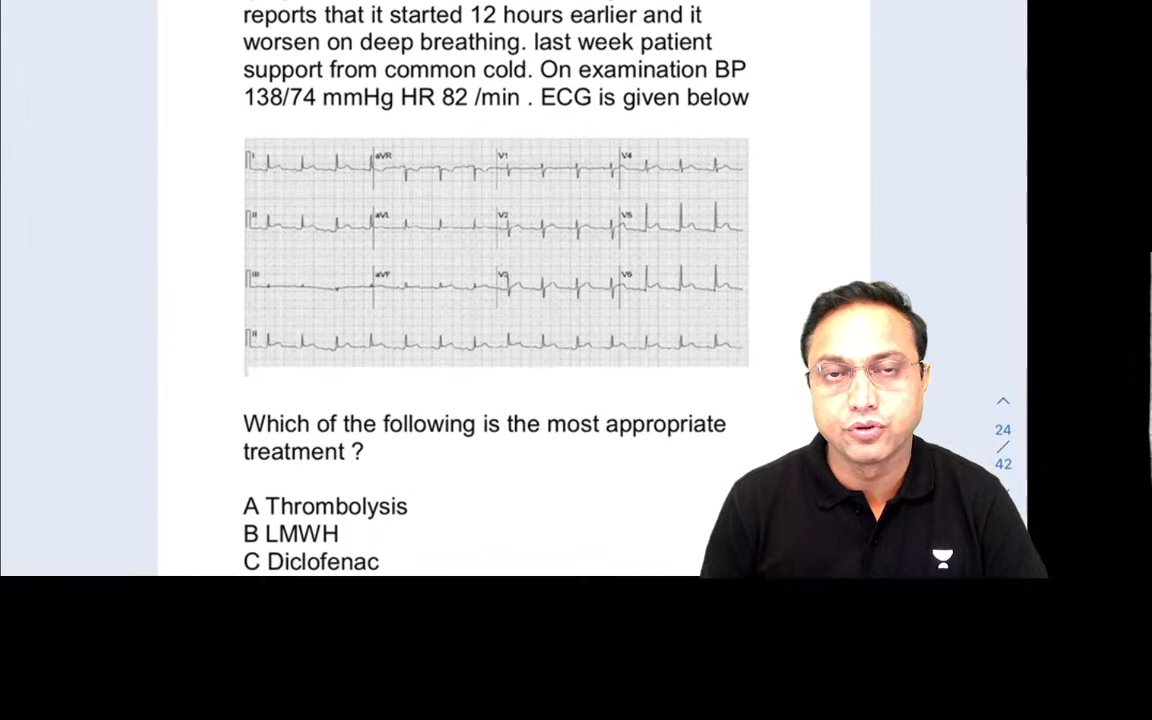 reports that it started 12 hours earlier and it
worsen on deep breathing. last week patient
support from common cold. On examination BP
138/74 mmHg HR 82 /min . ECG is given below
I aVR V1 V4
II aVL V2 V5
III aVF V3 V6
II
Which of the following is the most appropriate
treatment ?
A Thrombolysis
B LMWH
C Diclofenac
24
/
42